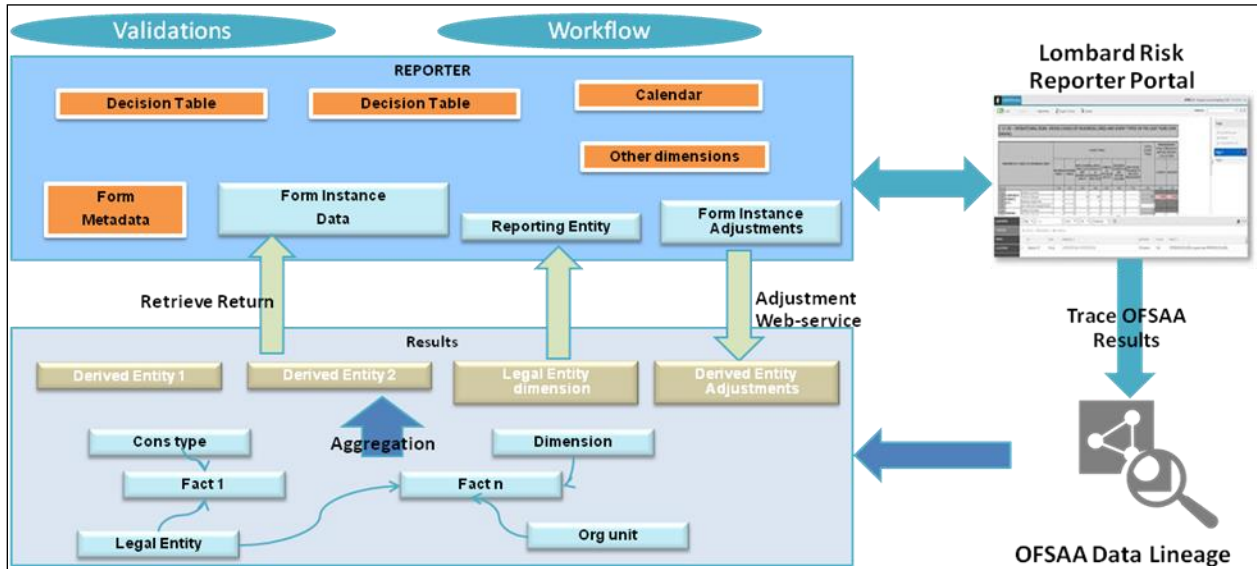 Validations
Workflow
REPORTER
Decision Table
Decision Table
Calendar
Other dimensions
Form
Metadata
Form Instance
Data
Reporting Entity
Form Instance
Adjustments
Lombard Risk
Reporter Portal
Retrieve Return
Adjustment
Web-service
Trace OFSAA
Results
Results
Derived Entity 1
Derived Entity 2
Legal Entity
dimension
Derived Entity
Adjustments
Cons type
Aggregation
Dimension
Fact 1
Fact n
Legal Entity
Org unit
OFSAA Data Lineage